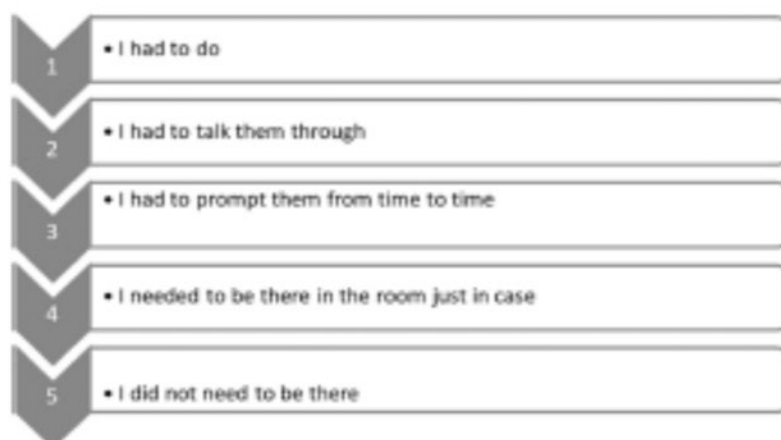 1 • I had to do
2 • I had to talk them through
3 • I had to prompt them from time to time
4 • I needed to be there in the room just in case
5 • I did not need to be there